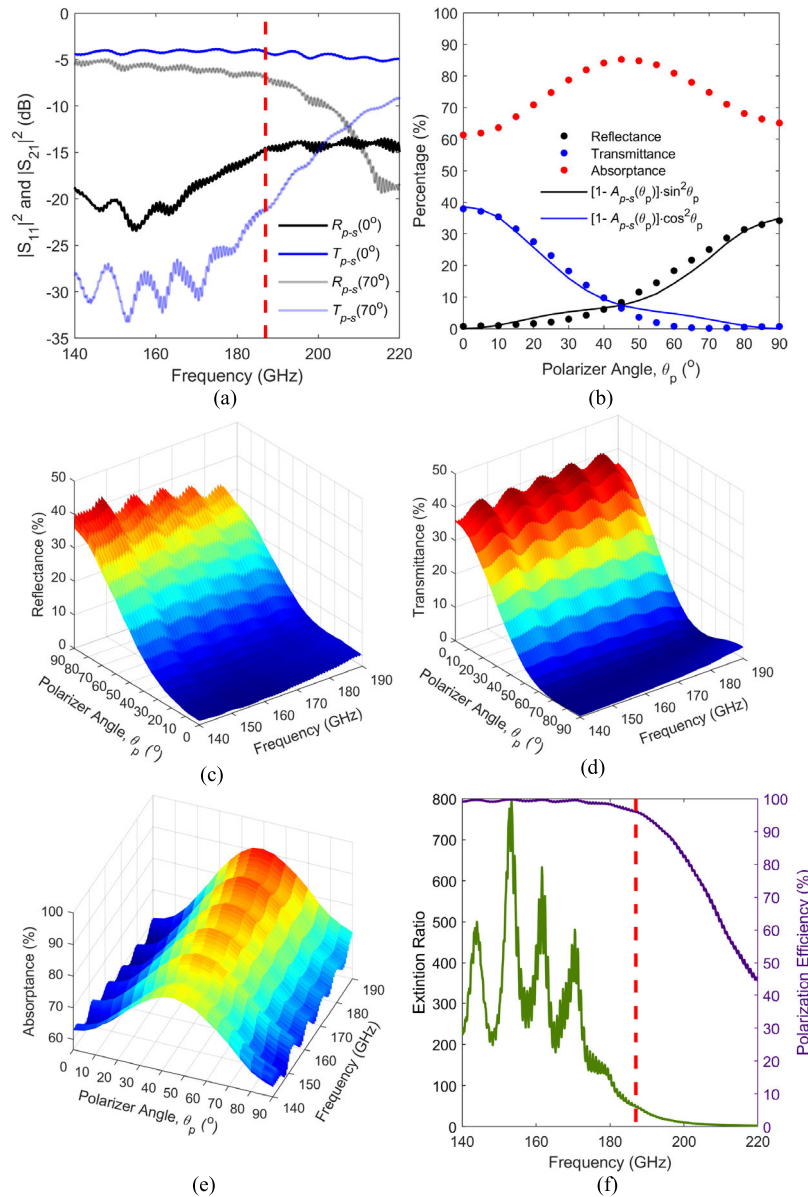 0
-5
-10
-15
-20
-25
-30
-35
|S11|² and |S21|² (dB)
Rp-s(0º)
Tp-s(0º)
Rp-s(70º)
Tp-s(70º)
140 160 180 200 220
Frequency (GHz)
(a)
100
90
80
70
60
50
40
30
20
10
0
Percentage (%)
Reflectance
Transmittance
Absorptance
[1- Ap-s(θp)]·sin²θp
[1- Ap-s(θp)]·cos²θp
0 10 20 30 40 50 60 70 80 90
Polarizer Angle, θp (º)
(b)
50
40
30
20
10
0
Reflectance (%)
90 80 70 60 50 40 30 20 10 0
Polarizer Angle, θp (º)
140 150 160 170 180 190
Frequency (GHz)
(c)
50
40
30
20
10
0
Transmittance (%)
0 10 20 30 40 50 60 70 80 90
Polarizer Angle, θp (º)
140 150 160 170 180 190
Frequency (GHz)
(d)
100
90
80
70
60
Absorptance (%)
0 10 20 30 40 50 60 70 80 90
Polarizer Angle, θp (º)
140 150 160 170 180 190
Frequency (GHz)
(e)
800
700
600
500
400
300
200
100
0
Extintion Ratio
100
90
80
70
60
50
40
30
20
10
0
Polarization Efficiency (%)
140 160 180 200 220
Frequency (GHz)
(f)